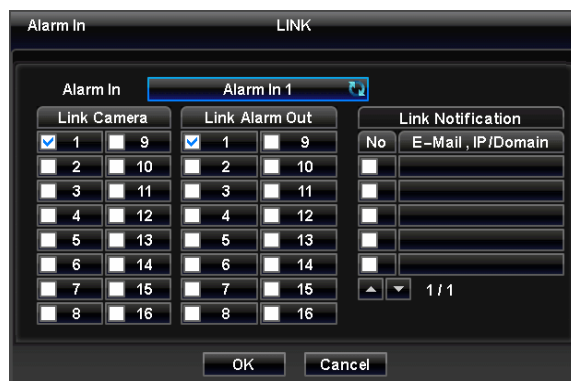 Alarm In LINK
Alarm In Alarm In 1
Link Camera Link Alarm Out Link Notification
1 9 1 9 No E-Mail , IP/Domain
2 10 2 10
3 11 3 11
4 12 4 12
5 13 5 13
6 14 6 14
7 15 7 15 1/1
8 16 8 16
OK Cancel